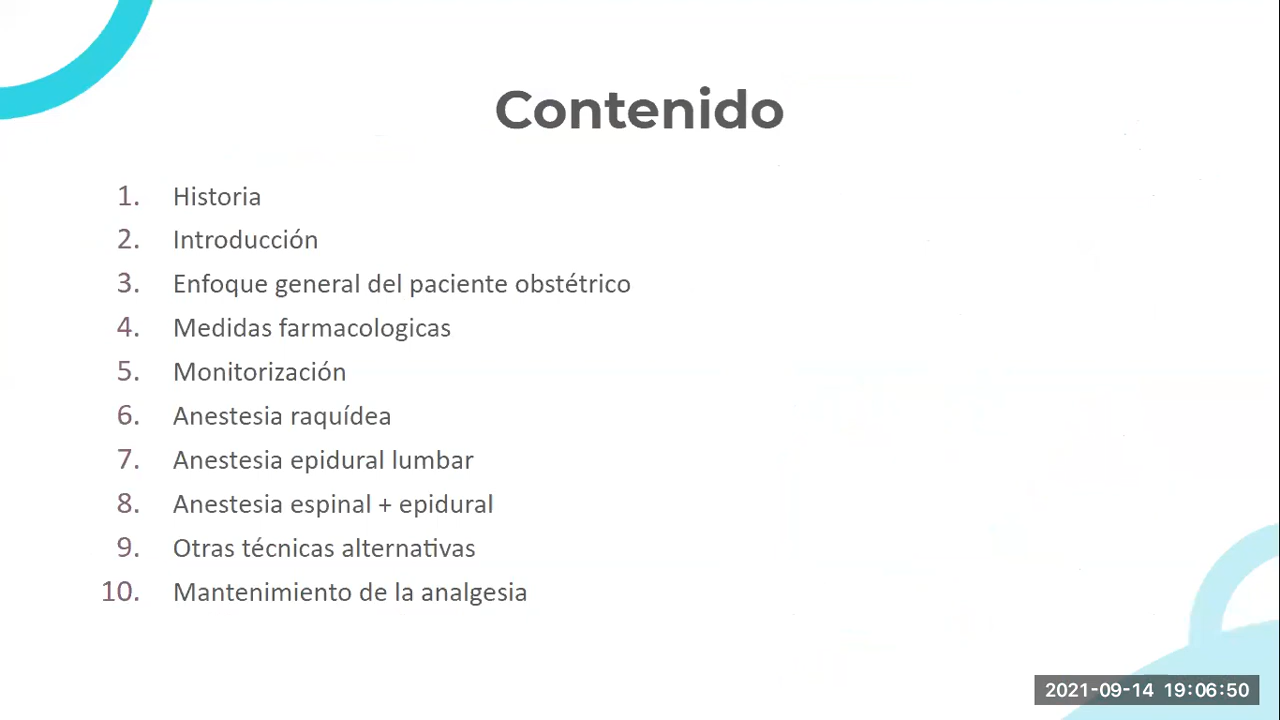 Contenido
1. Historia
2. Introducción
3. Enfoque general del paciente obstétrico
4. Medidas farmacologicas
5. Monitorización
6. Anestesia raquídea
7. Anestesia epidural lumbar
8. Anestesia espinal + epidural
9. Otras técnicas alternativas
10. Mantenimiento de la analgesia
2021-09-14 19:06:50